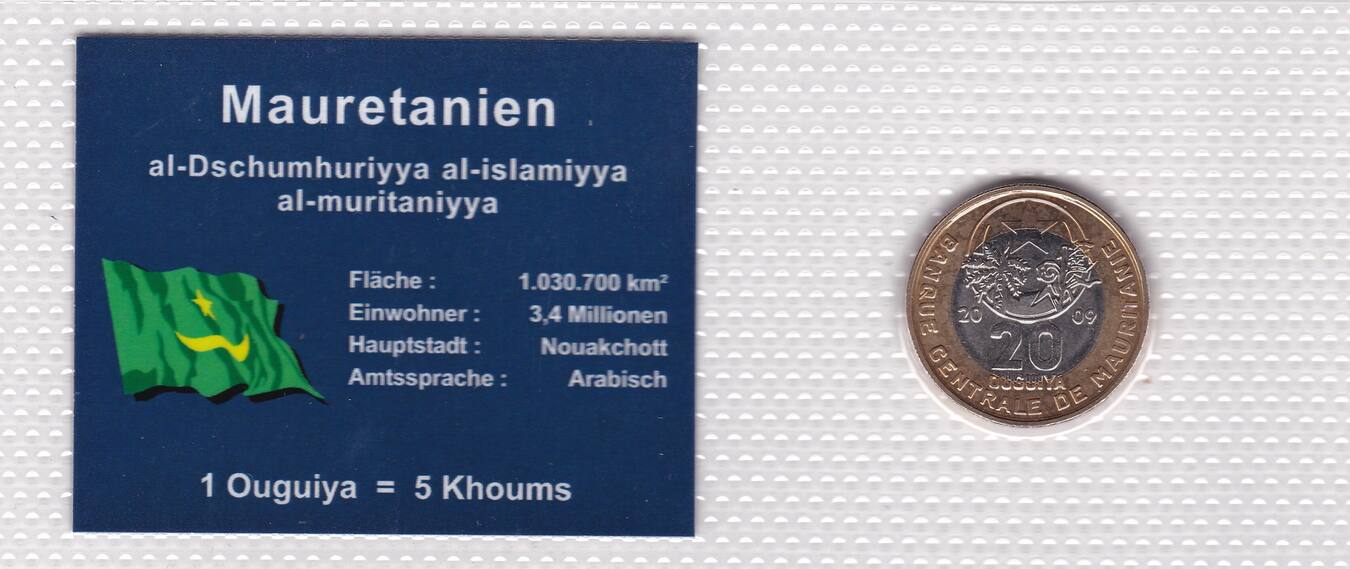 Mauretanien
al-Dschumhuriyya al-islamiyya
al-muritaniyya
Fläche : 1.030.700 km²
Einwohner : 3,4 Millionen
Hauptstadt : Nouakchott
Amtssprache : Arabisch
1 Ouguiya = 5 Khoums
BANQUE CENTRALE DE MAURITANIE
20 09
20
OUGUIYA